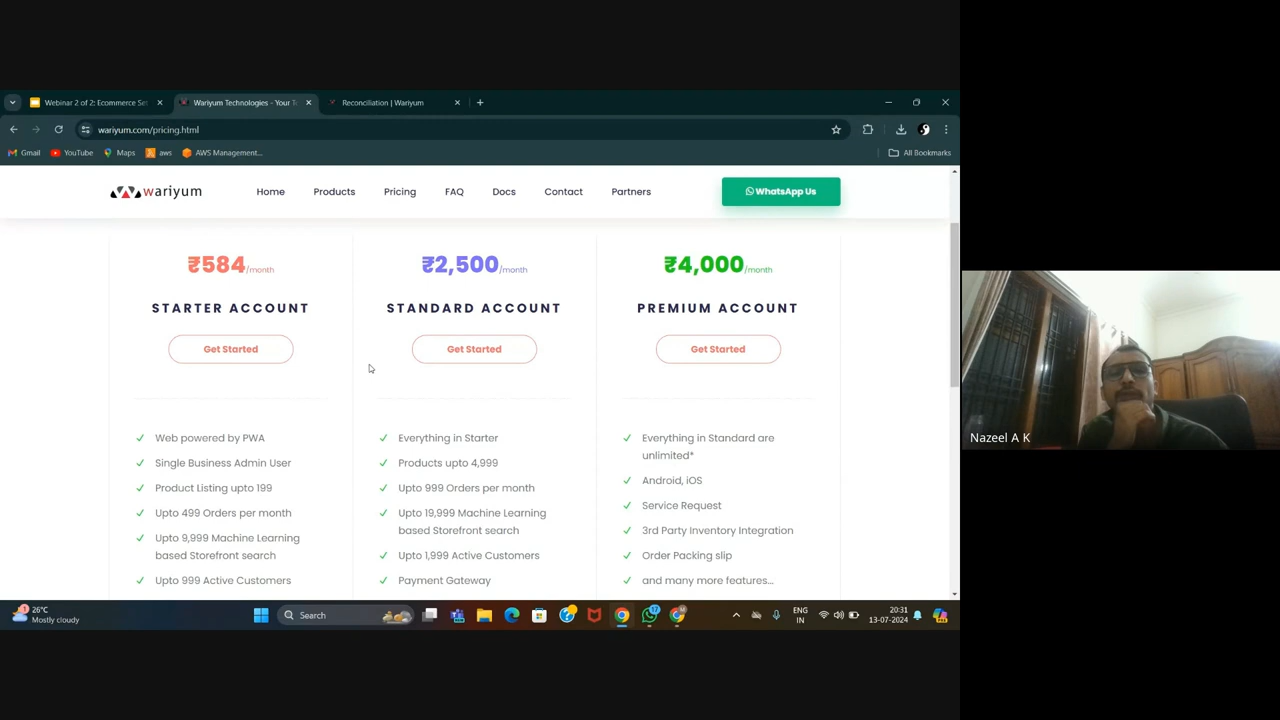 Webinar 2 of 2: Ecommerce Se
Wariyum Technologies - Your T
Reconciliation | Wariyum
wariyum.com/pricing.html
Gmail
YouTube
Maps
aws
AWS Management...
All Bookmarks
wariyum
Home
Products
Pricing
FAQ
Docs
Contact
Partners
WhatsApp Us
₹584/month
STARTER ACCOUNT
Get Started
Web powered by PWA
Single Business Admin User
Product Listing upto 199
Upto 499 Orders per month
Upto 9,999 Machine Learning
based Storefront search
Upto 999 Active Customers
₹2,500/month
STANDARD ACCOUNT
Get Started
Everything in Starter
Products upto 4,999
Upto 999 Orders per month
Upto 19,999 Machine Learning
based Storefront search
Upto 1,999 Active Customers
Payment Gateway
₹4,000/month
PREMIUM ACCOUNT
Get Started
Everything in Standard are
unlimited*
Android, iOS
Service Request
3rd Party Inventory Integration
Order Packing slip
and many more features...
Nazeel A K
1
26°C
Mostly cloudy
Search
17
ENG
IN
20:31
13-07-2024